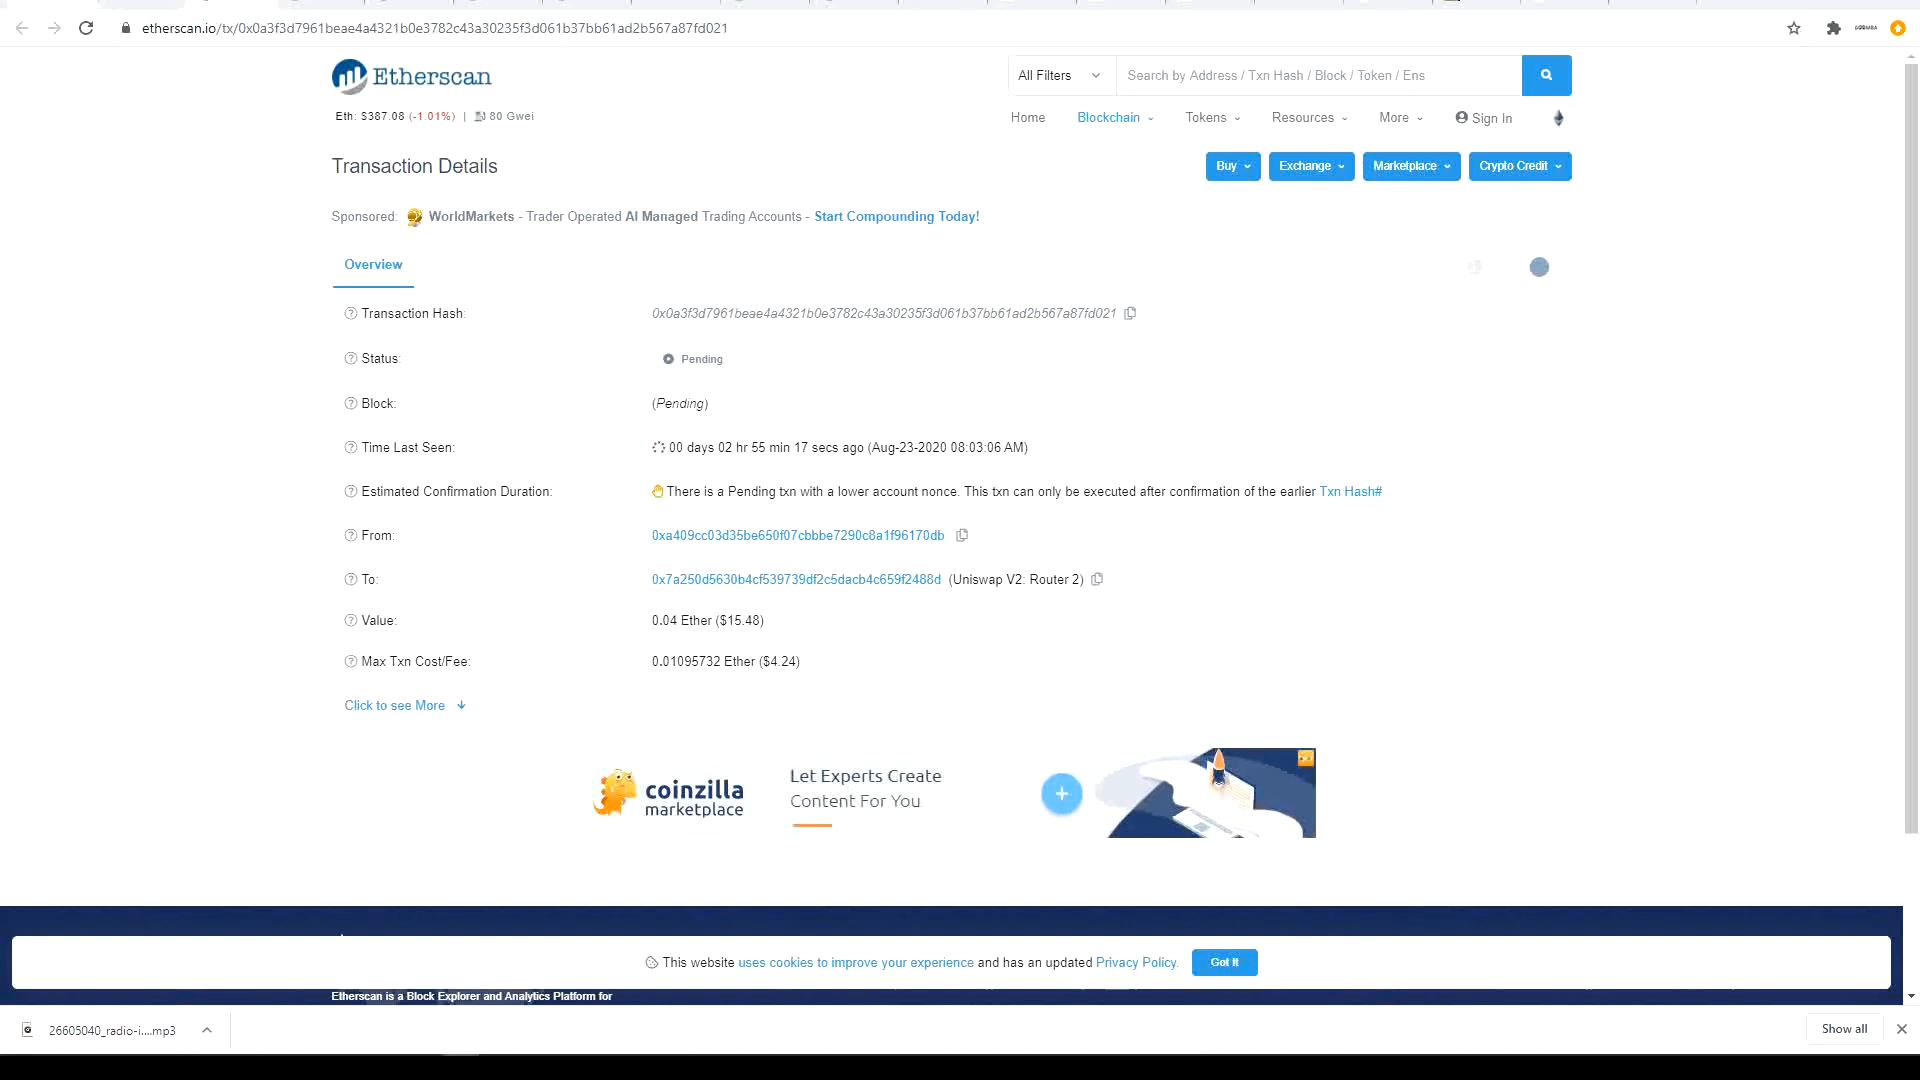 etherscan.io/tx/0x0a3f3d7961beae4a4321b0e3782c43a30235f3d061b37bb61ad2b567a87fd021
Etherscan
All Filters
Search by Address / Txn Hash / Block / Token / Ens
Eth: $387.08 (-1.01%) | 80 Gwei
Home Blockchain Tokens Resources More Sign In
Transaction Details
Buy Exchange Marketplace Crypto Credit
Sponsored: WorldMarkets - Trader Operated AI Managed Trading Accounts - Start Compounding Today!
Overview
Transaction Hash: 0x0a3f3d7961beae4a4321b0e3782c43a30235f3d061b37bb61ad2b567a87fd021
Status: Pending
Block: (Pending)
Time Last Seen: 00 days 02 hr 55 min 17 secs ago (Aug-23-2020 08:03:06 AM)
Estimated Confirmation Duration: There is a Pending txn with a lower account nonce. This txn can only be executed after confirmation of the earlier Txn Hash#
From: 0xa409cc03d35be650f07cbbbe7290c8a1f96170db
To: 0x7a250d5630b4cf539739df2c5dacb4c659f2488d (Uniswap V2: Router 2)
Value: 0.04 Ether ($15.48)
Max Txn Cost/Fee: 0.01095732 Ether ($4.24)
Click to see More
coinzilla
marketplace
Let Experts Create
Content For You
This website uses cookies to improve your experience and has an updated Privacy Policy. Got It
Etherscan is a Block Explorer and Analytics Platform for
26605040_radio-i....mp3
Show all